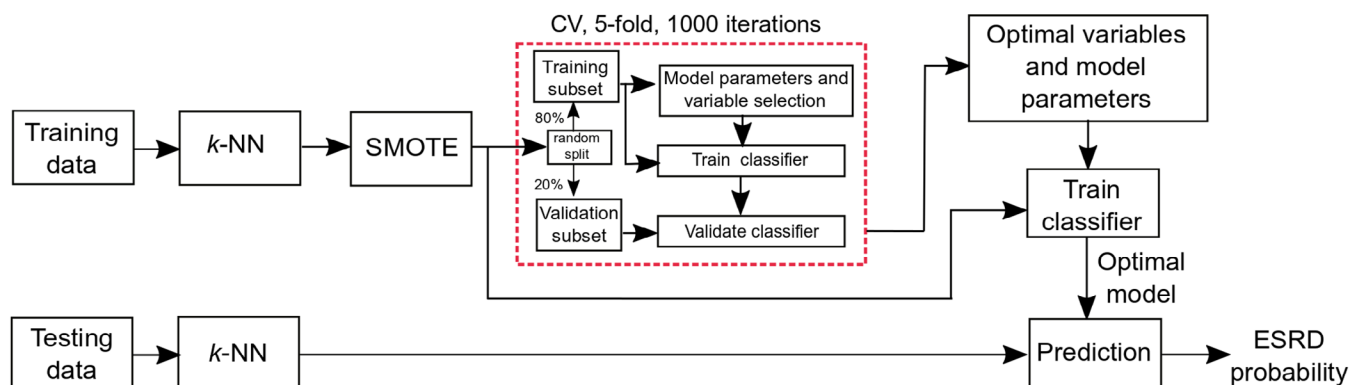 CV, 5-fold, 1000 iterations
Training
data
k-NN
SMOTE
Training
subset
80%
random
split
20%
Validation
subset
Model parameters and
variable selection
Train classifier
Validate classifier
Optimal variables
and model
parameters
Train
classifier
Optimal
model
Testing
data
k-NN
Prediction
ESRD
probability